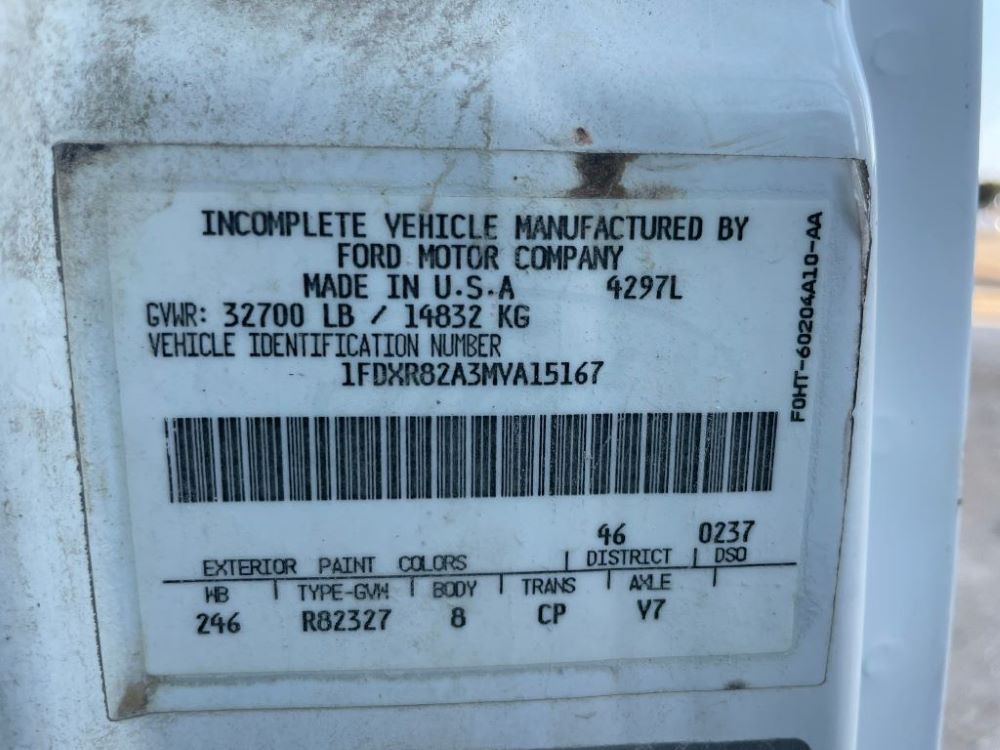 INCOMPLETE VEHICLE MANUFACTURED BY
FORD MOTOR COMPANY
MADE IN U.S.A 4297L
GVWR: 32700 LB / 14832 KG
VEHICLE IDENTIFICATION NUMBER
1FDXR82A3MVA15167
F0HT-60204A10-AA
46 0237
EXTERIOR PAINT COLORS DISTRICT DSO
WB TYPE-GVW BODY TRANS AXLE
246 R82327 8 CP Y7